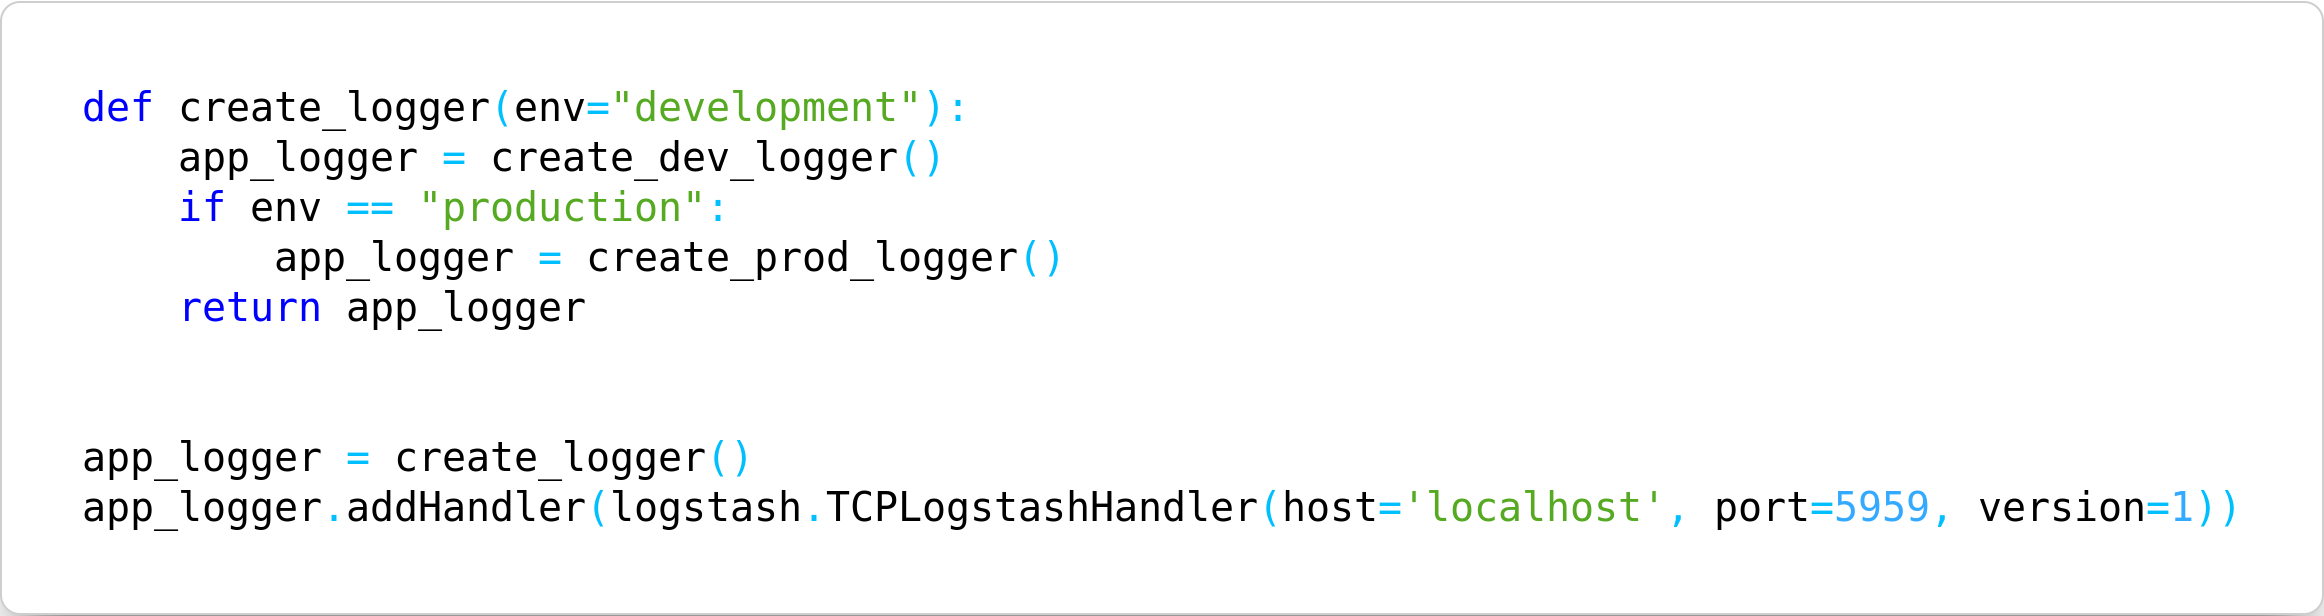 def create_logger(env="development"):
    app_logger = create_dev_logger()
    if env == "production":
        app_logger = create_prod_logger()
    return app_logger


app_logger = create_logger()
app_logger.addHandler(logstash.TCPLogstashHandler(host='localhost', port=5959, version=1))